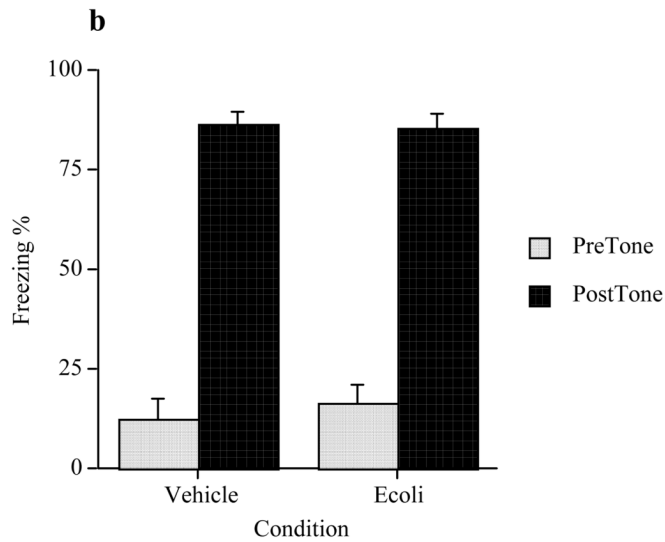 b
100
75
50
25
0
Freezing %
Vehicle
Ecoli
Condition
PreTone
PostTone